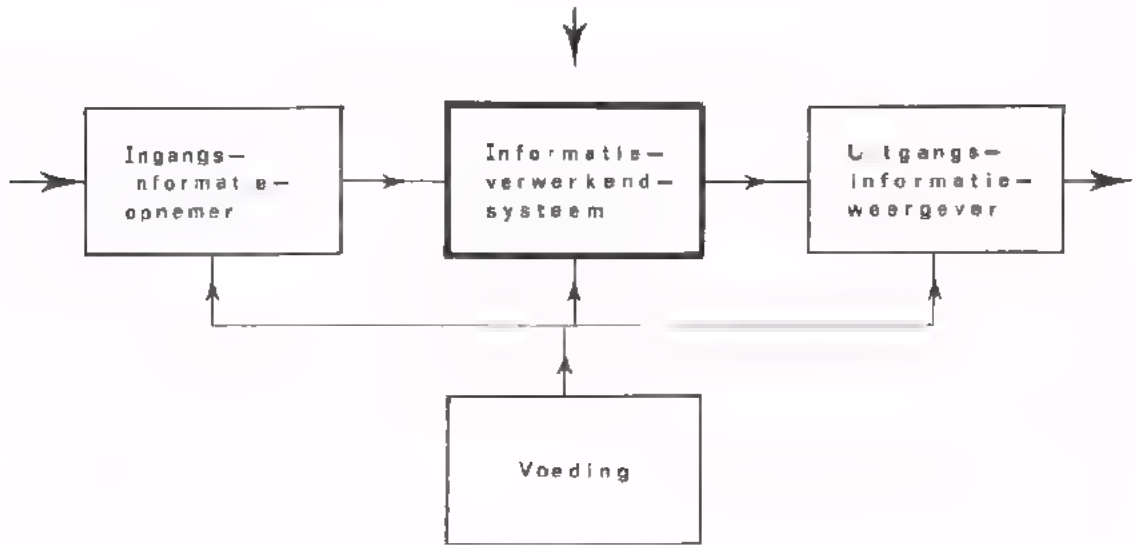 Ingangs-
informatie-
opnemer
Informatie-
verwerkend-
systeem
Uitgangs-
informatie-
weergever
Voeding